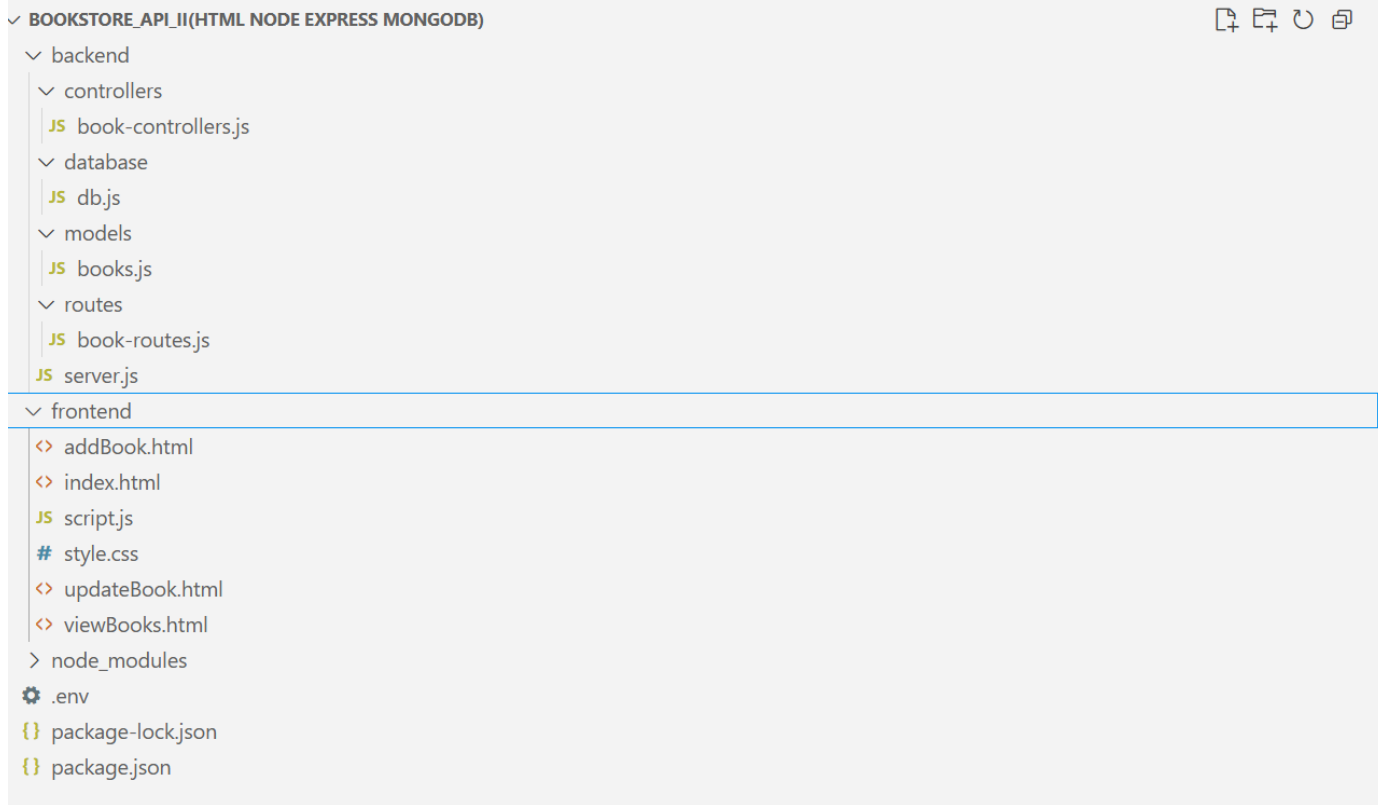 BOOKSTORE_API_II(HTML NODE EXPRESS MONGODB)
backend
controllers
JS book-controllers.js
database
JS db.js
models
JS books.js
routes
JS book-routes.js
JS server.js
frontend
<> addBook.html
<> index.html
JS script.js
# style.css
<> updateBook.html
<> viewBooks.html
node_modules
.env
{} package-lock.json
{} package.json